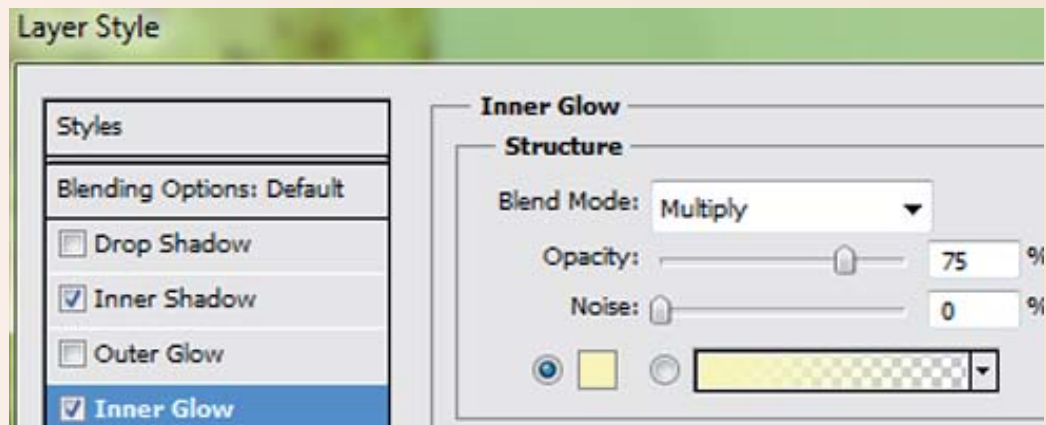 Layer Style
Styles
Blending Options: Default
Drop Shadow
Inner Shadow
Outer Glow
Inner Glow
Inner Glow
Structure
Blend Mode: Multiply
Opacity: 75 %
Noise: 0 %